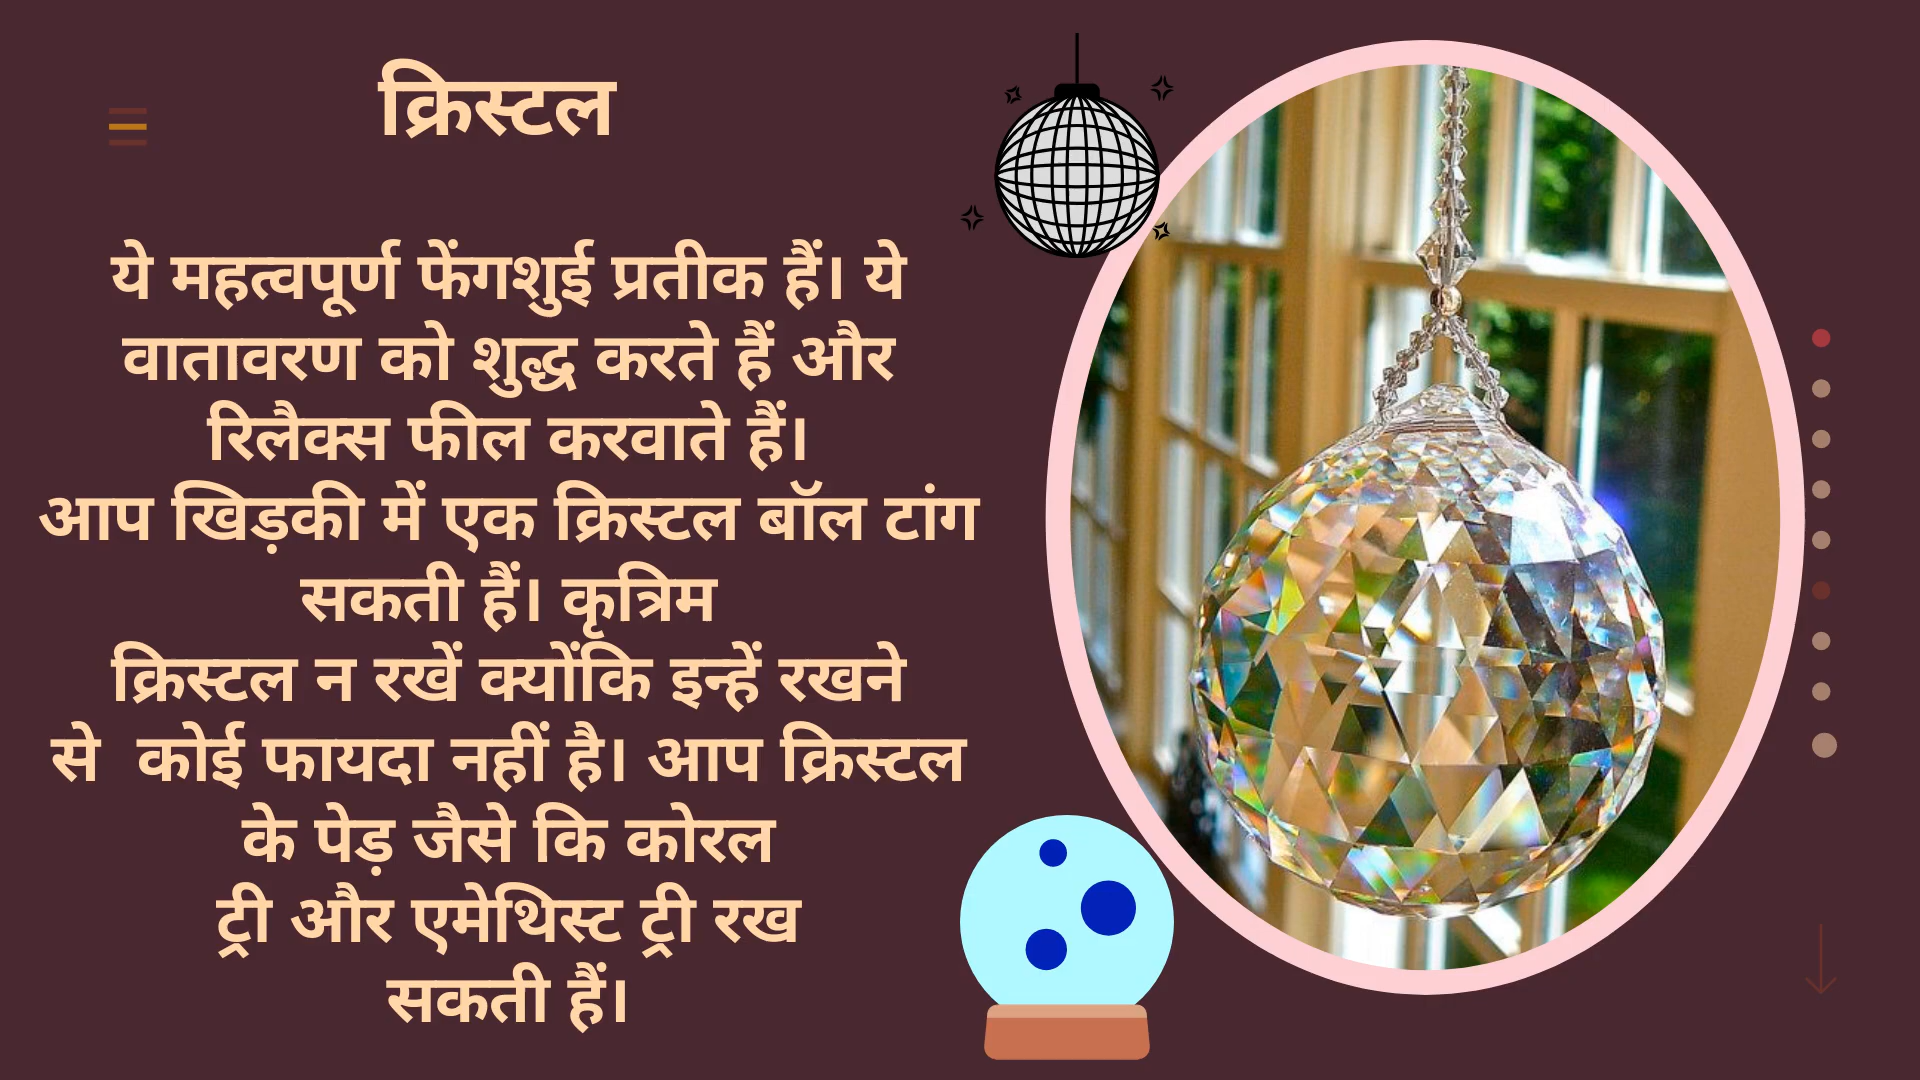 क्रिस्टल
ये महत्वपूर्ण फेंगशुई प्रतीक हैं। ये
वातावरण को शुद्ध करते हैं और
रिलैक्स फील करवाते हैं।
आप खिड़की में एक क्रिस्टल बॉल टांग
सकती हैं। कृत्रिम
क्रिस्टल न रखें क्योंकि इन्हें रखने
से  कोई फायदा नहीं है। आप क्रिस्टल
के पेड़ जैसे कि कोरल
ट्री और एमेथिस्ट ट्री रख
सकती हैं।